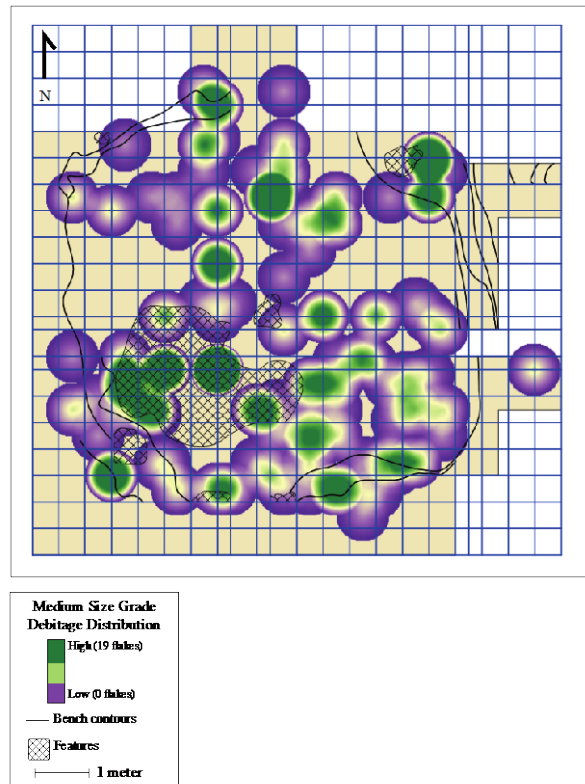 N
Medium Size Grade
Debitage Distribution
High (19 flakes)
Low (0 flakes)
Bench contours
Features
1 meter